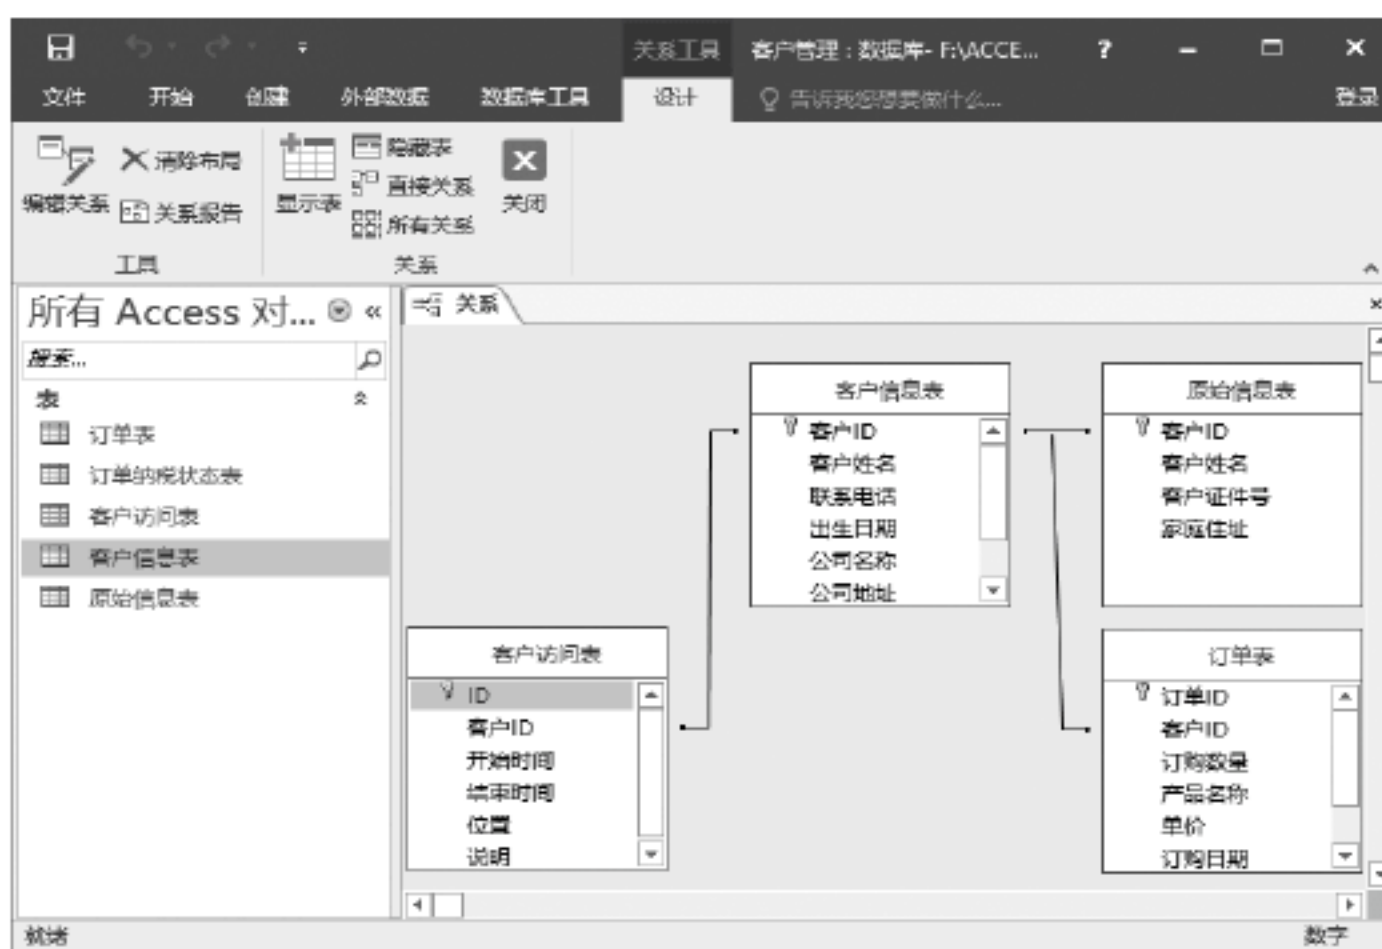 关系工具 客户管理：数据库- F:\ACCE... ?
文件 开始 创建 外部数据 数据库工具 设计 告诉我您想要做什么... 登录
编辑关系 清除布局 关系报告
显示表 隐藏表 直接关系 所有关系 关闭
工具 关系
所有 Access 对... «
搜索...
表
订单表
订单纳税状态表
客户访问表
客户信息表
原始信息表
关系
客户信息表
客户ID
客户姓名
联系电话
出生日期
公司名称
公司地址
原始信息表
客户ID
客户姓名
客户证件号
家庭住址
客户访问表
ID
客户ID
开始时间
结束时间
位置
说明
订单表
订单ID
客户ID
订购数量
产品名称
单价
订购日期
就绪 数字